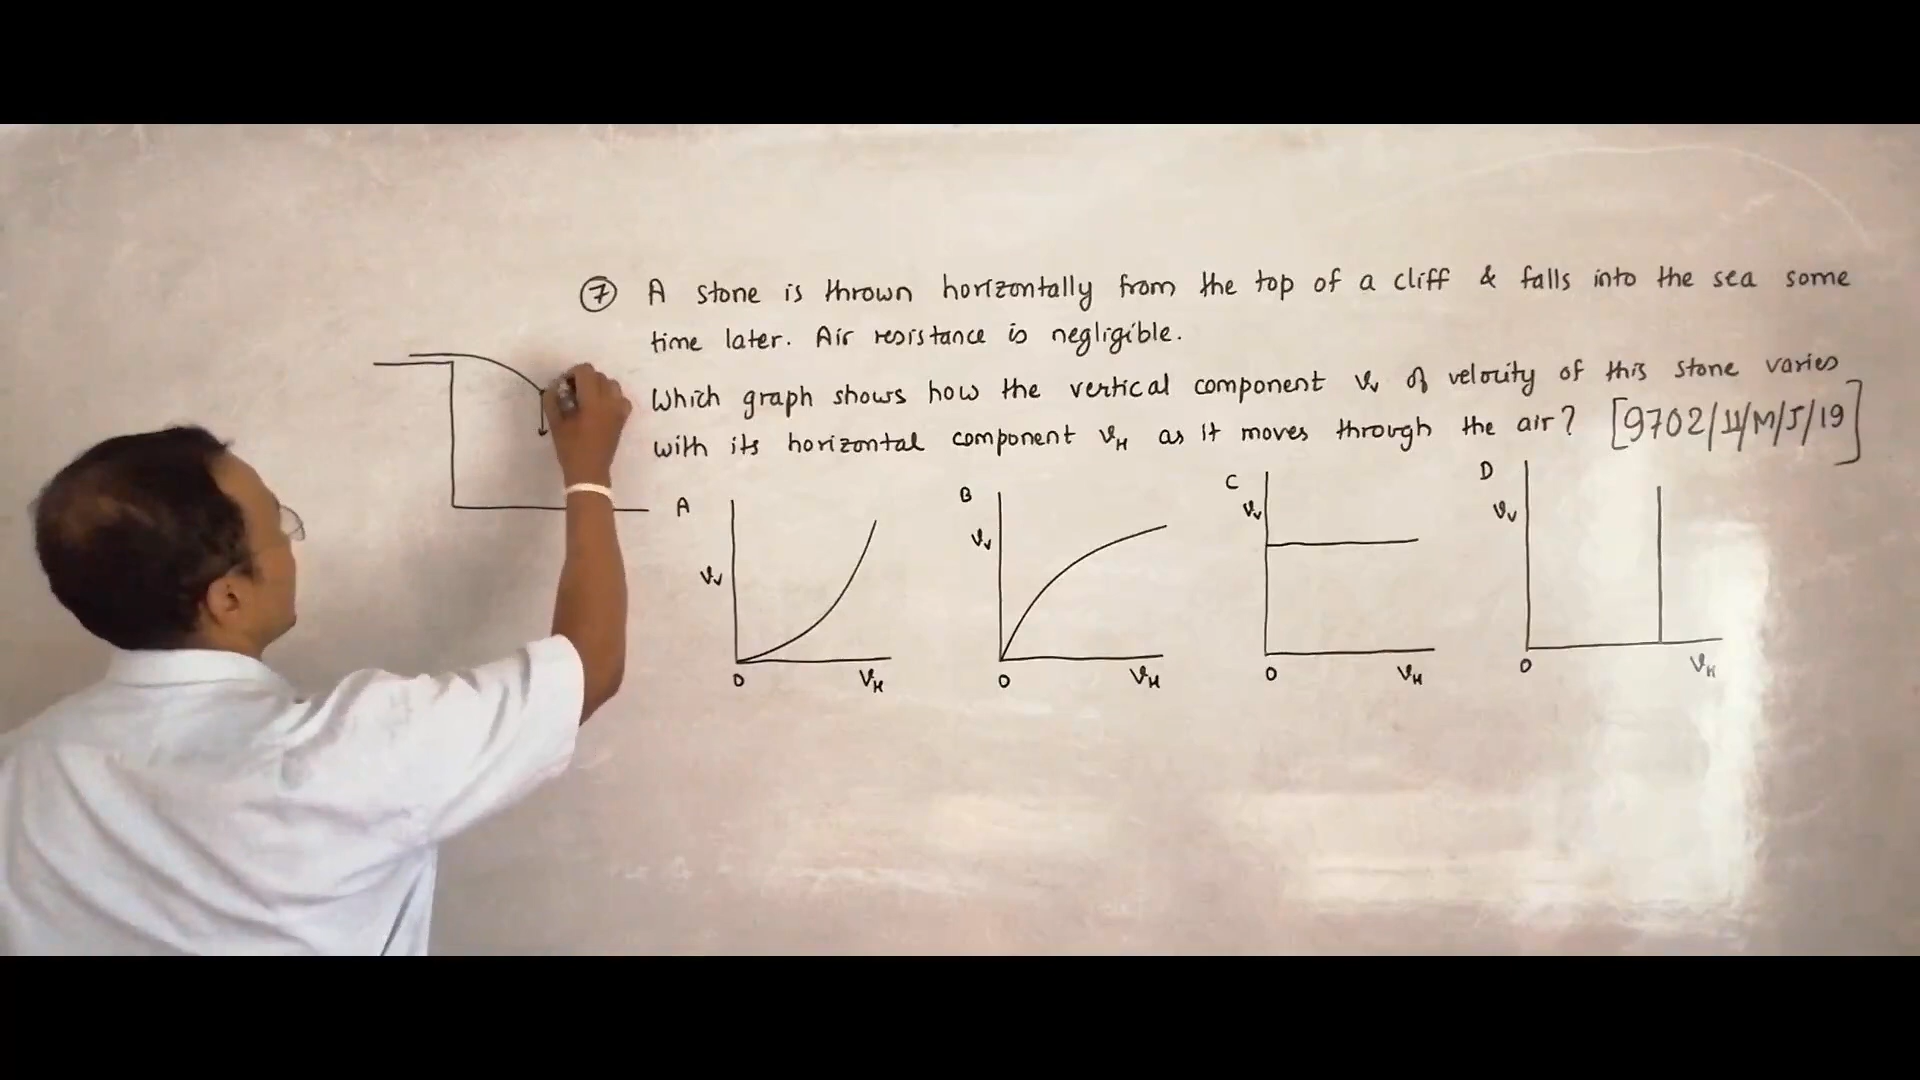 7 A stone is thrown horizontally from the top of a cliff & falls into the sea some
time later. Air resistance is negligible.
Which graph shows how the vertical component Vv of velocity of this stone varies
with its horizontal component VH as it moves through the air? [9702/11/M/J/19]
A
Vv
0 VH
B
Vv
0 VH
C
Vv
0 VH
D
Vv
0 VH